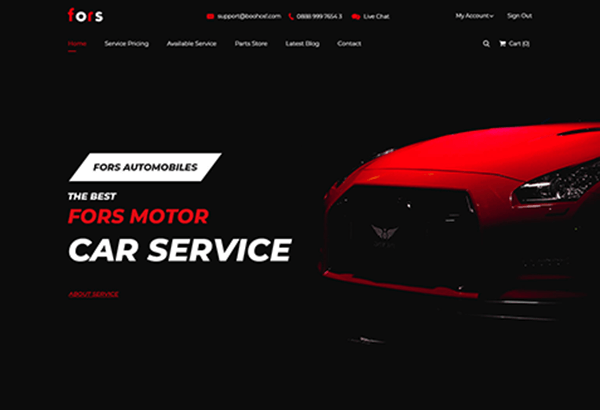 fors
support@boohoxl.com 0888 999 7654 3 Live Chat
My Account Sign Out
Home Service Pricing Available Service Parts Store Latest Blog Contact
Cart (0)
FORS AUTOMOBILES
THE BEST
FORS MOTOR
CAR SERVICE
ABOUT SERVICE